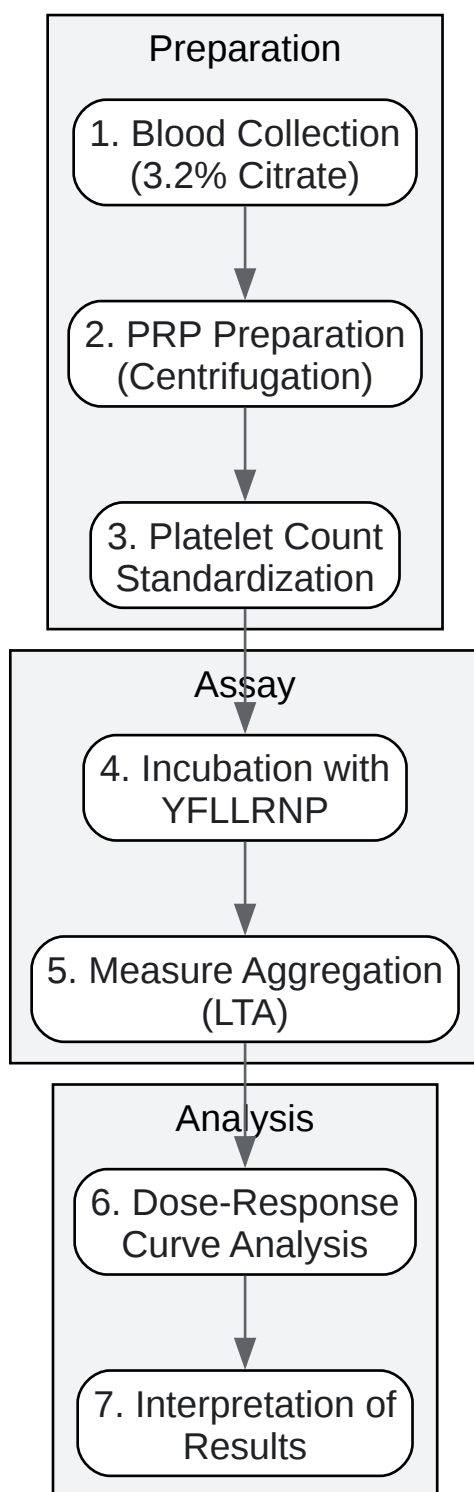 Preparation
1. Blood Collection
(3.2% Citrate)
2. PRP Preparation
(Centrifugation)
3. Platelet Count
Standardization
Assay
4. Incubation with
YFLLRNP
5. Measure Aggregation
(LTA)
Analysis
6. Dose-Response
Curve Analysis
7. Interpretation of
Results